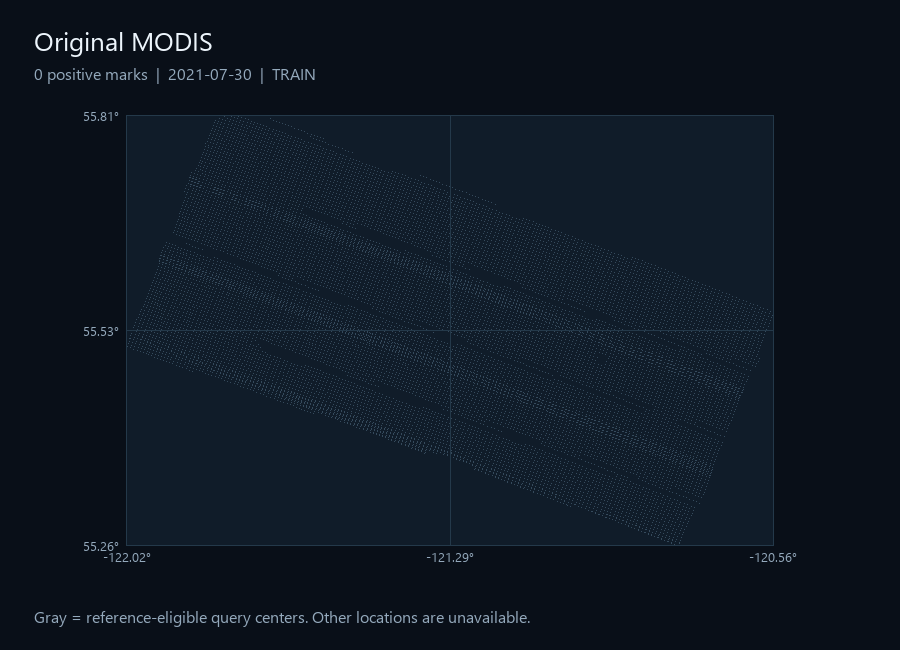 Original MODIS
0 positive marks | 2021-07-30 | TRAIN
55.81°
55.53°
55.26°
-122.02°
-121.29°
-120.56°
Gray = reference-eligible query centers. Other locations are unavailable.